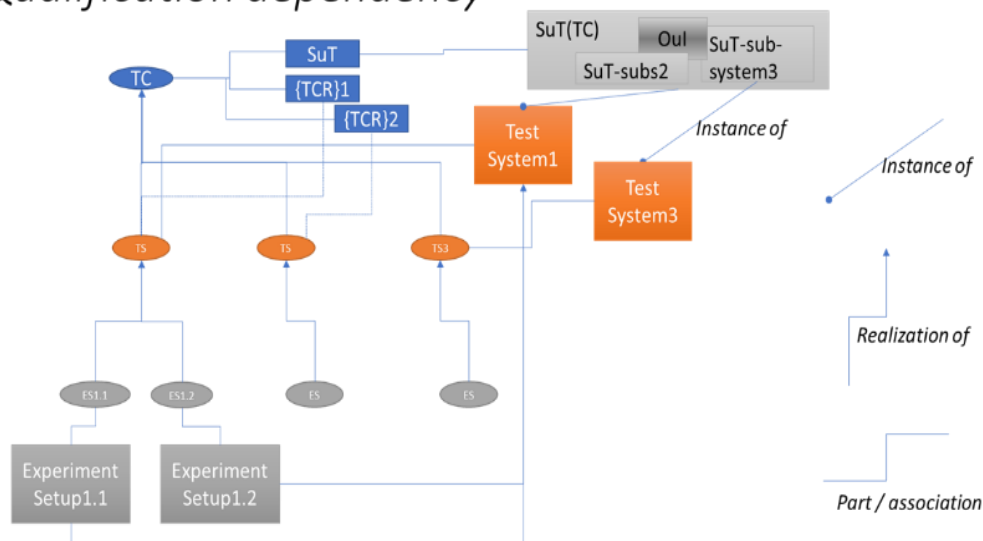 Qualification dependency
SuT(TC)
OuI
SuT-sub-
system3
SuT-subs2
SuT
TC
{TCR}1
{TCR}2
Test
System1
Instance of
Test
System3
Instance of
TS
TS
TS3
Realization of
ES1.1
ES1.2
ES
ES
Experiment
Setup1.1
Experiment
Setup1.2
Part / association